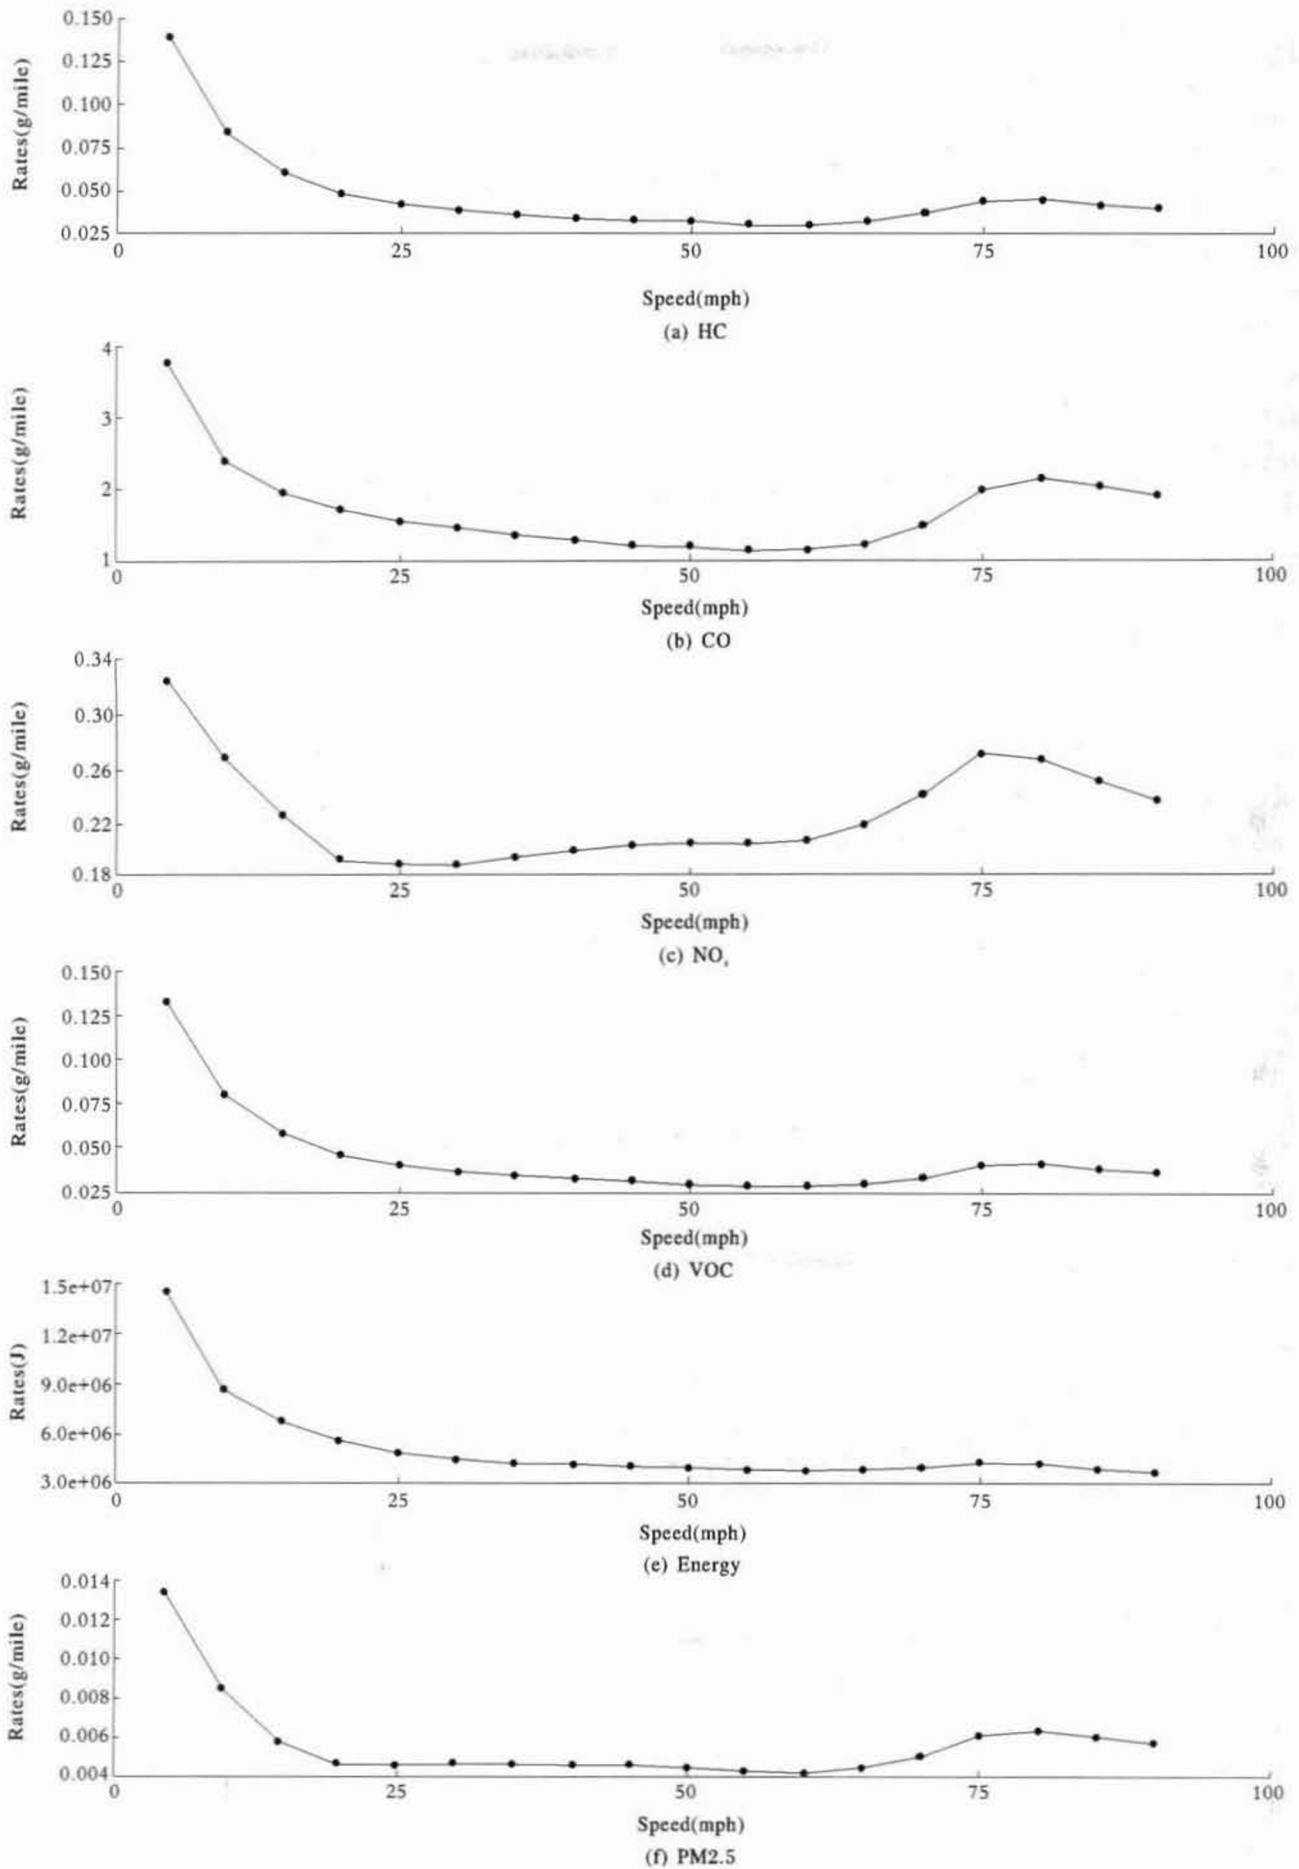 Rates(g/mile)
0.150
0.125
0.100
0.075
0.050
0.025
0 25 50 75 100
Speed(mph)
(a) HC
Rates(g/mile)
4
3
2
1
0 25 50 75 100
Speed(mph)
(b) CO
Rates(g/mile)
0.34
0.30
0.26
0.22
0.18
0 25 50 75 100
Speed(mph)
(c) NOx
Rates(g/mile)
0.150
0.125
0.100
0.075
0.050
0.025
0 25 50 75 100
Speed(mph)
(d) VOC
Rates(J)
1.5e+07
1.2e+07
9.0e+06
6.0e+06
3.0e+06
0 25 50 75 100
Speed(mph)
(e) Energy
Rates(g/mile)
0.014
0.012
0.010
0.008
0.006
0.004
0 25 50 75 100
Speed(mph)
(f) PM2.5